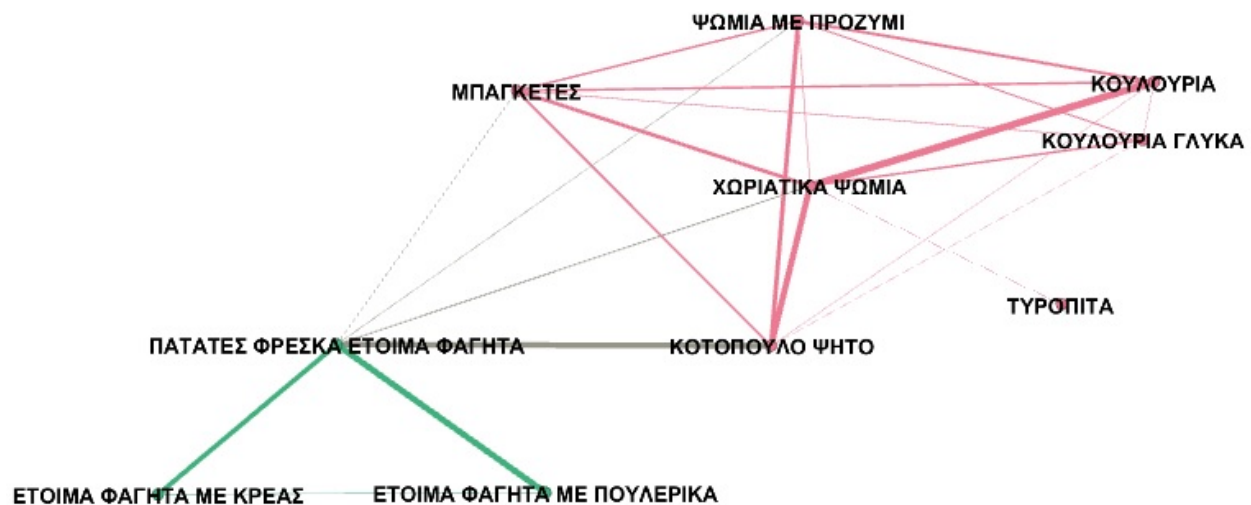 ΨΩΜΙΑ ΜΕ ΠΡΟΖΥΜΙ
ΜΠΑΓΚΕΤΕΣ
ΚΟΥΛΟΥΡΙΑ
ΚΟΥΛΟΥΡΙΑ ΓΛΥΚΑ
ΧΩΡΙΑΤΙΚΑ ΨΩΜΙΑ
ΤΥΡΟΠΙΤΑ
ΠΑΤΑΤΕΣ ΦΡΕΣΚΑ ΕΤΟΙΜΑ ΦΑΓΗΤΑ
ΚΟΤΟΠΟΥΛΟ ΨΗΤΟ
ΕΤΟΙΜΑ ΦΑΓΗΤΑ ΜΕ ΚΡΕΑΣ
ΕΤΟΙΜΑ ΦΑΓΗΤΑ ΜΕ ΠΟΥΛΕΡΙΚΑ